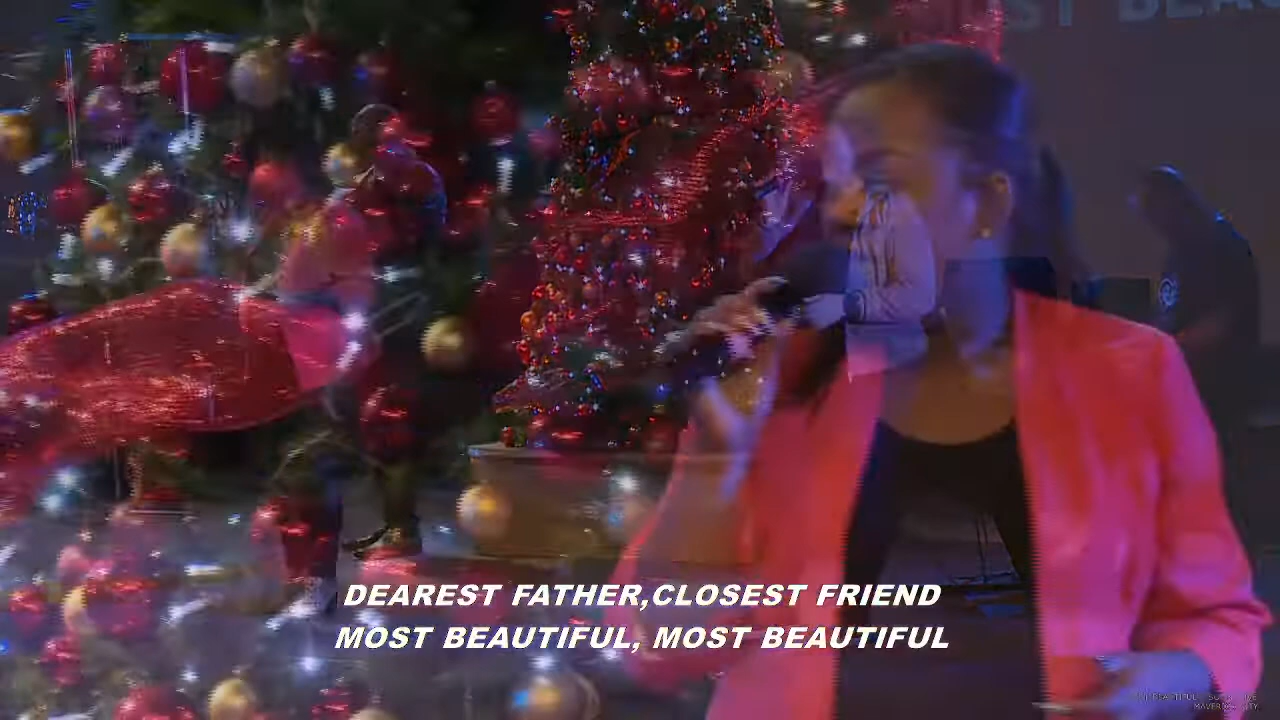 DEAREST FATHER,CLOSEST FRIEND
MOST BEAUTIFUL, MOST BEAUTIFUL